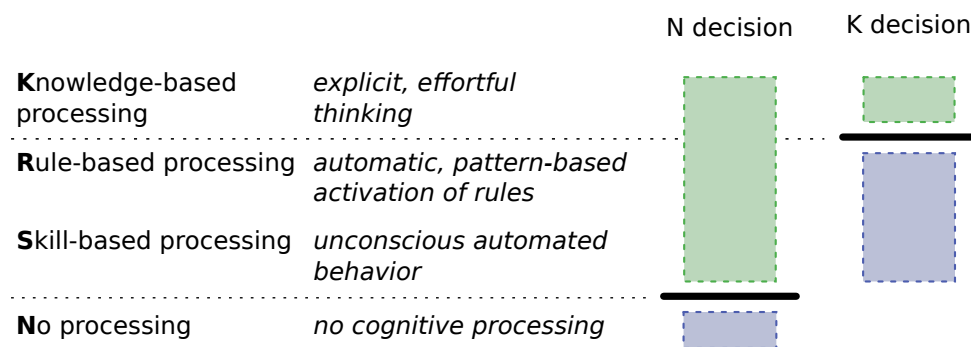 N decision
K decision
Knowledge-based
processing
explicit, effortful
thinking
Rule-based processing
automatic, pattern-based
activation of rules
Skill-based processing
unconscious automated
behavior
No processing
no cognitive processing